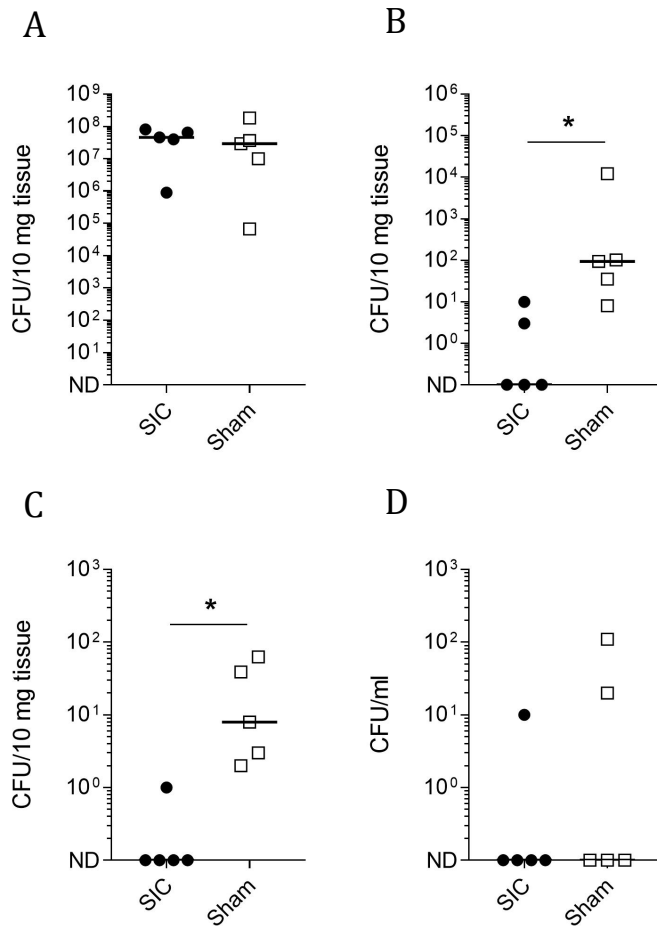 A
CFU/10 mg tissue
10⁹
10⁸
10⁷
10⁶
10⁵
10⁴
10³
10²
10¹
ND
SIC
Sham
B
CFU/10 mg tissue
10⁶
10⁵
10⁴
10³
10²
10¹
10⁰
ND
*
SIC
Sham
C
CFU/10 mg tissue
10³
10²
10¹
10⁰
ND
*
SIC
Sham
D
CFU/ml
10³
10²
10¹
10⁰
ND
SIC
Sham